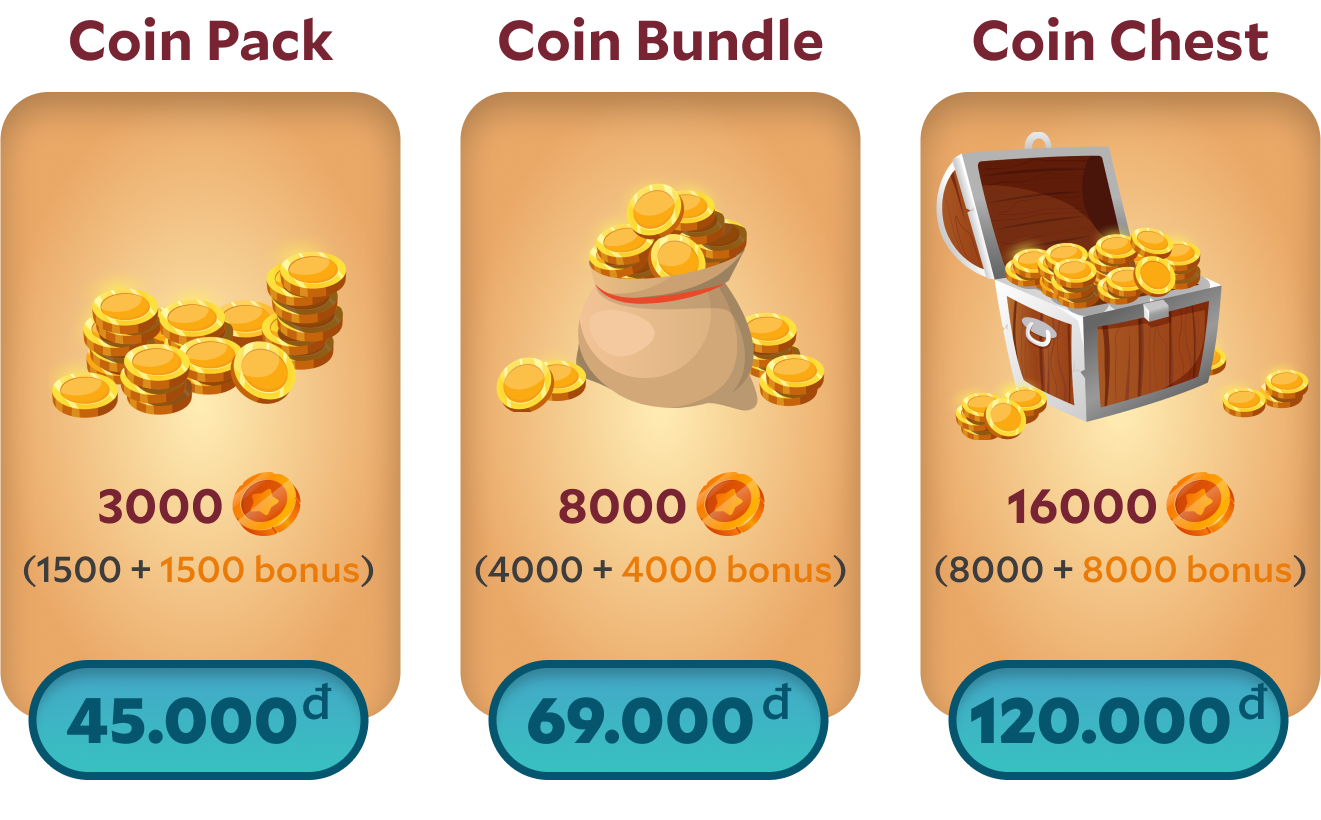 Coin Pack
3000
(1500 + 1500 bonus)
45.000đ
Coin Bundle
8000
(4000 + 4000 bonus)
69.000đ
Coin Chest
16000
(8000 + 8000 bonus)
120.000đ